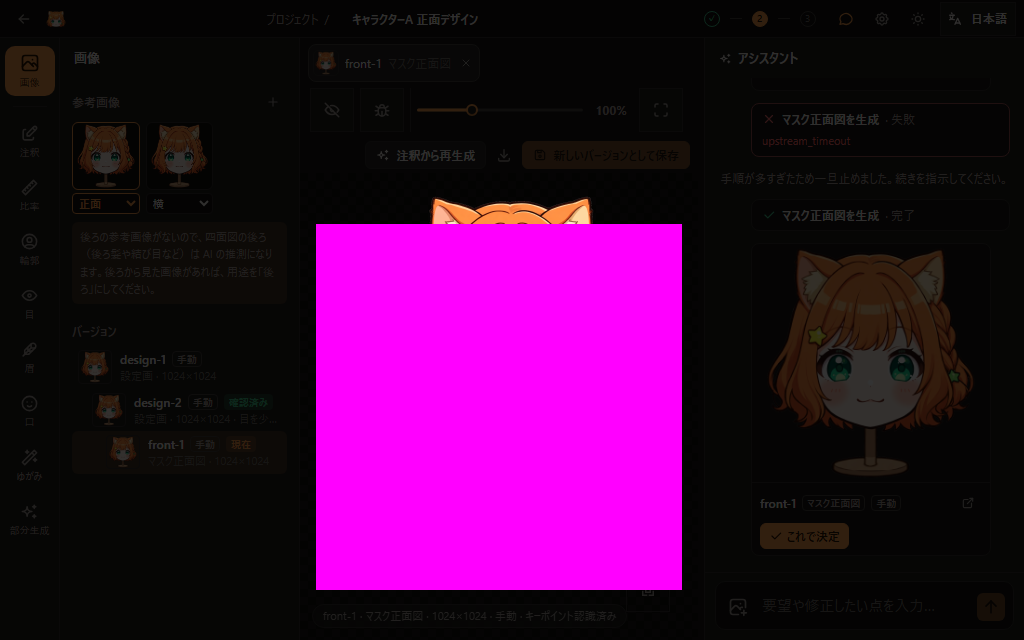 プロジェクト / キャラクターA 正面デザイン
2
3
日本語
画像
注釈
比率
輪郭
目
眉
口
ゆがみ
部分生成
画像
参考画像
正面
横
後ろの参考画像がないので、四面図の後ろ
（後ろ髪や結び目など）は AI の推測になり
ます。後ろから見た画像があれば、用途を「後
ろ」にしてください。
バージョン
design-1 手動
設定画 · 1024×1024
design-2 手動 確認済み
設定画 · 1024×1024 · 目を少…
front-1 手動 現在
マスク正面図 · 1024×1024
front-1 マスク正面図
100%
注釈から再生成
新しいバージョンとして保存
front-1 · マスク正面図 · 1024×1024 · 手動 · キーポイント認識済み
アシスタント
マスク正面図を生成 · 失敗
upstream_timeout
手順が多すぎたため一旦止めました。続きを指示してください。
マスク正面図を生成 · 完了
front-1 マスク正面図 手動
これで決定
要望や修正したい点を入力...